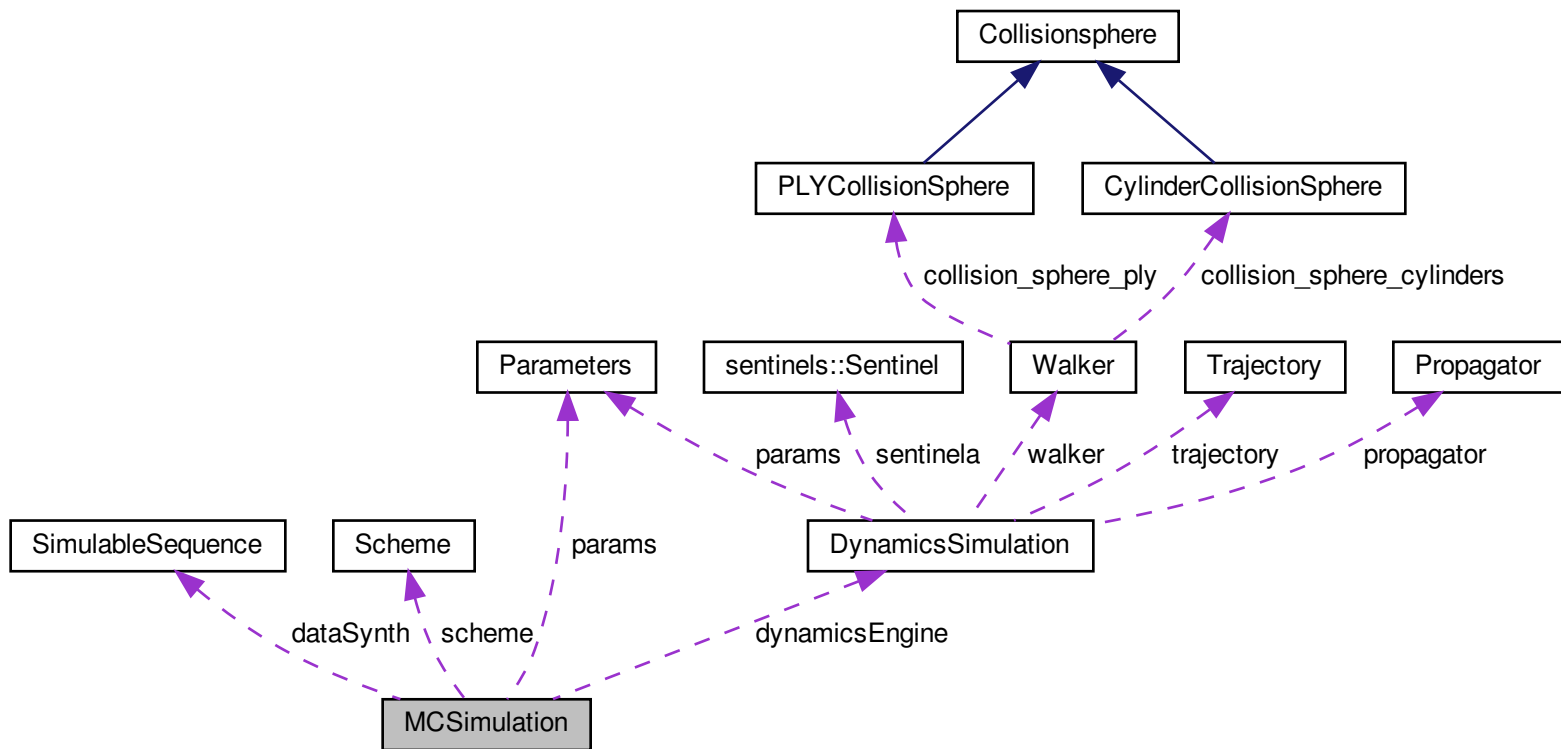 Collisionsphere
PLYCollisionSphere
CylinderCollisionSphere
collision_sphere_ply
collision_sphere_cylinders
Parameters
sentinels::Sentinel
Walker
Trajectory
Propagator
params
sentinela
walker
trajectory
propagator
SimulableSequence
Scheme
params
DynamicsSimulation
dataSynth
scheme
dynamicsEngine
MCSimulation